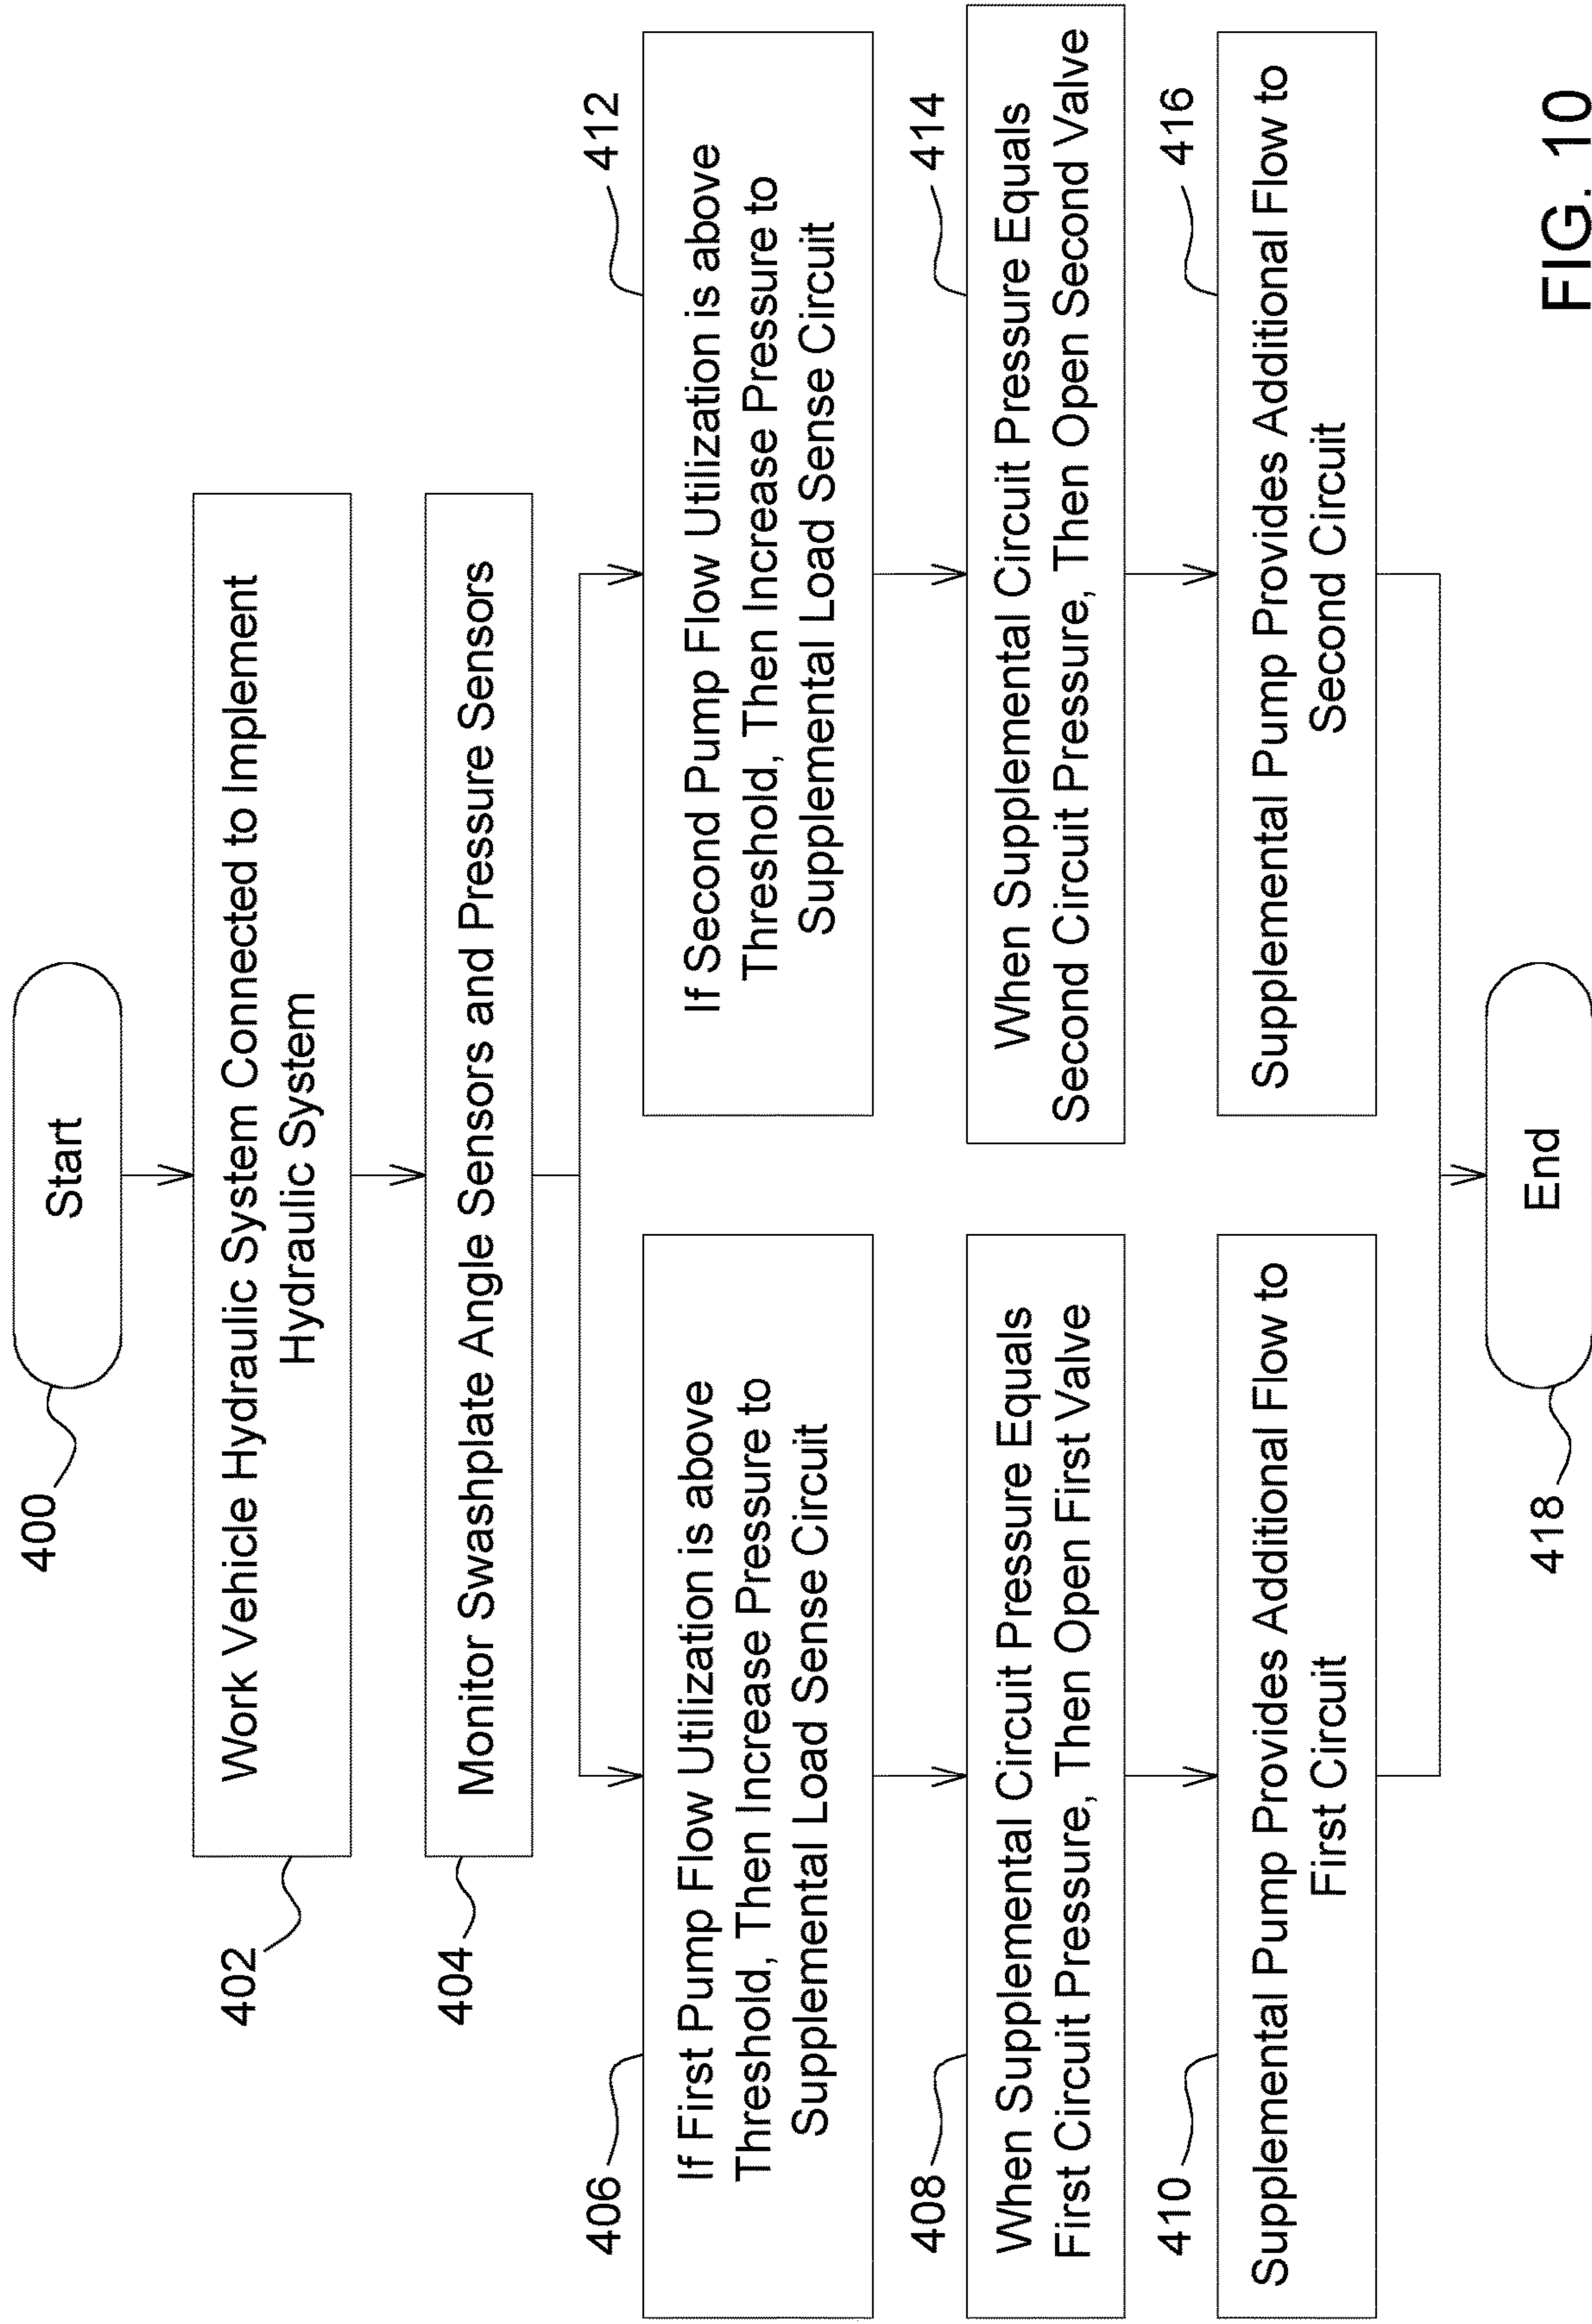 400
Start
402
Work Vehicle Hydraulic System Connected to Implement
Hydraulic System
404
Monitor Swashplate Angle Sensors and Pressure Sensors
406
If First Pump Flow Utilization is above
Threshold, Then Increase Pressure to
Supplemental Load Sense Circuit
408
When Supplemental Circuit Pressure Equals
First Circuit Pressure, Then Open First Valve
410
Supplemental Pump Provides Additional Flow to
First Circuit
412
If Second Pump Flow Utilization is above
Threshold, Then Increase Pressure to
Supplemental Load Sense Circuit
414
When Supplemental Circuit Pressure Equals
Second Circuit Pressure, Then Open Second Valve
416
Supplemental Pump Provides Additional Flow to
Second Circuit
418
End
FIG. 10